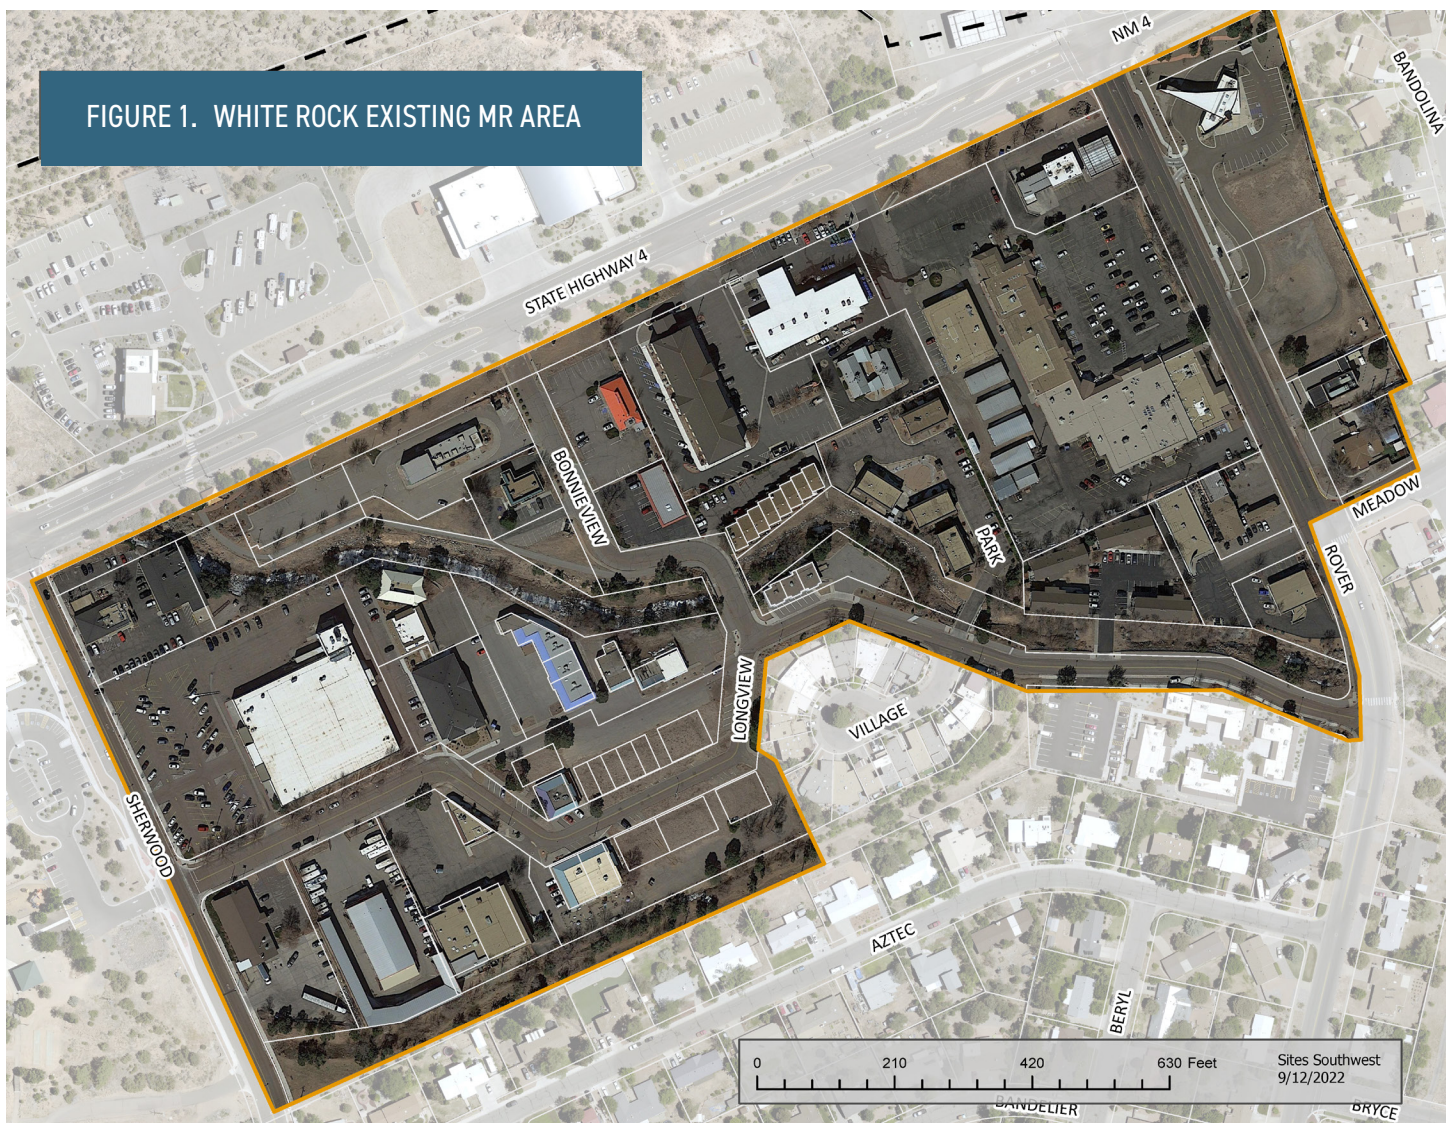 NM 4
BANDOLINA
FIGURE 1. WHITE ROCK EXISTING MR AREA
STATE HIGHWAY 4
BONNIE VIEW
MEADOW
PARK
ROVER
LONGVIEW
VILLAGE
SHERWOOD
AZTEC
BERYL
0 210 420 630 Feet
Sites Southwest
9/12/2022
BANDELIER
BRYCE